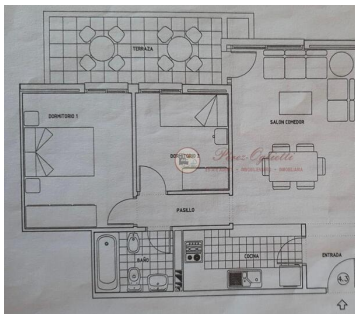 TERRAZA
DORMITORIO 1
SALON COMEDOR
DORMITORIO 2
PASILLO
BAÑO
COCINA
ENTRADA